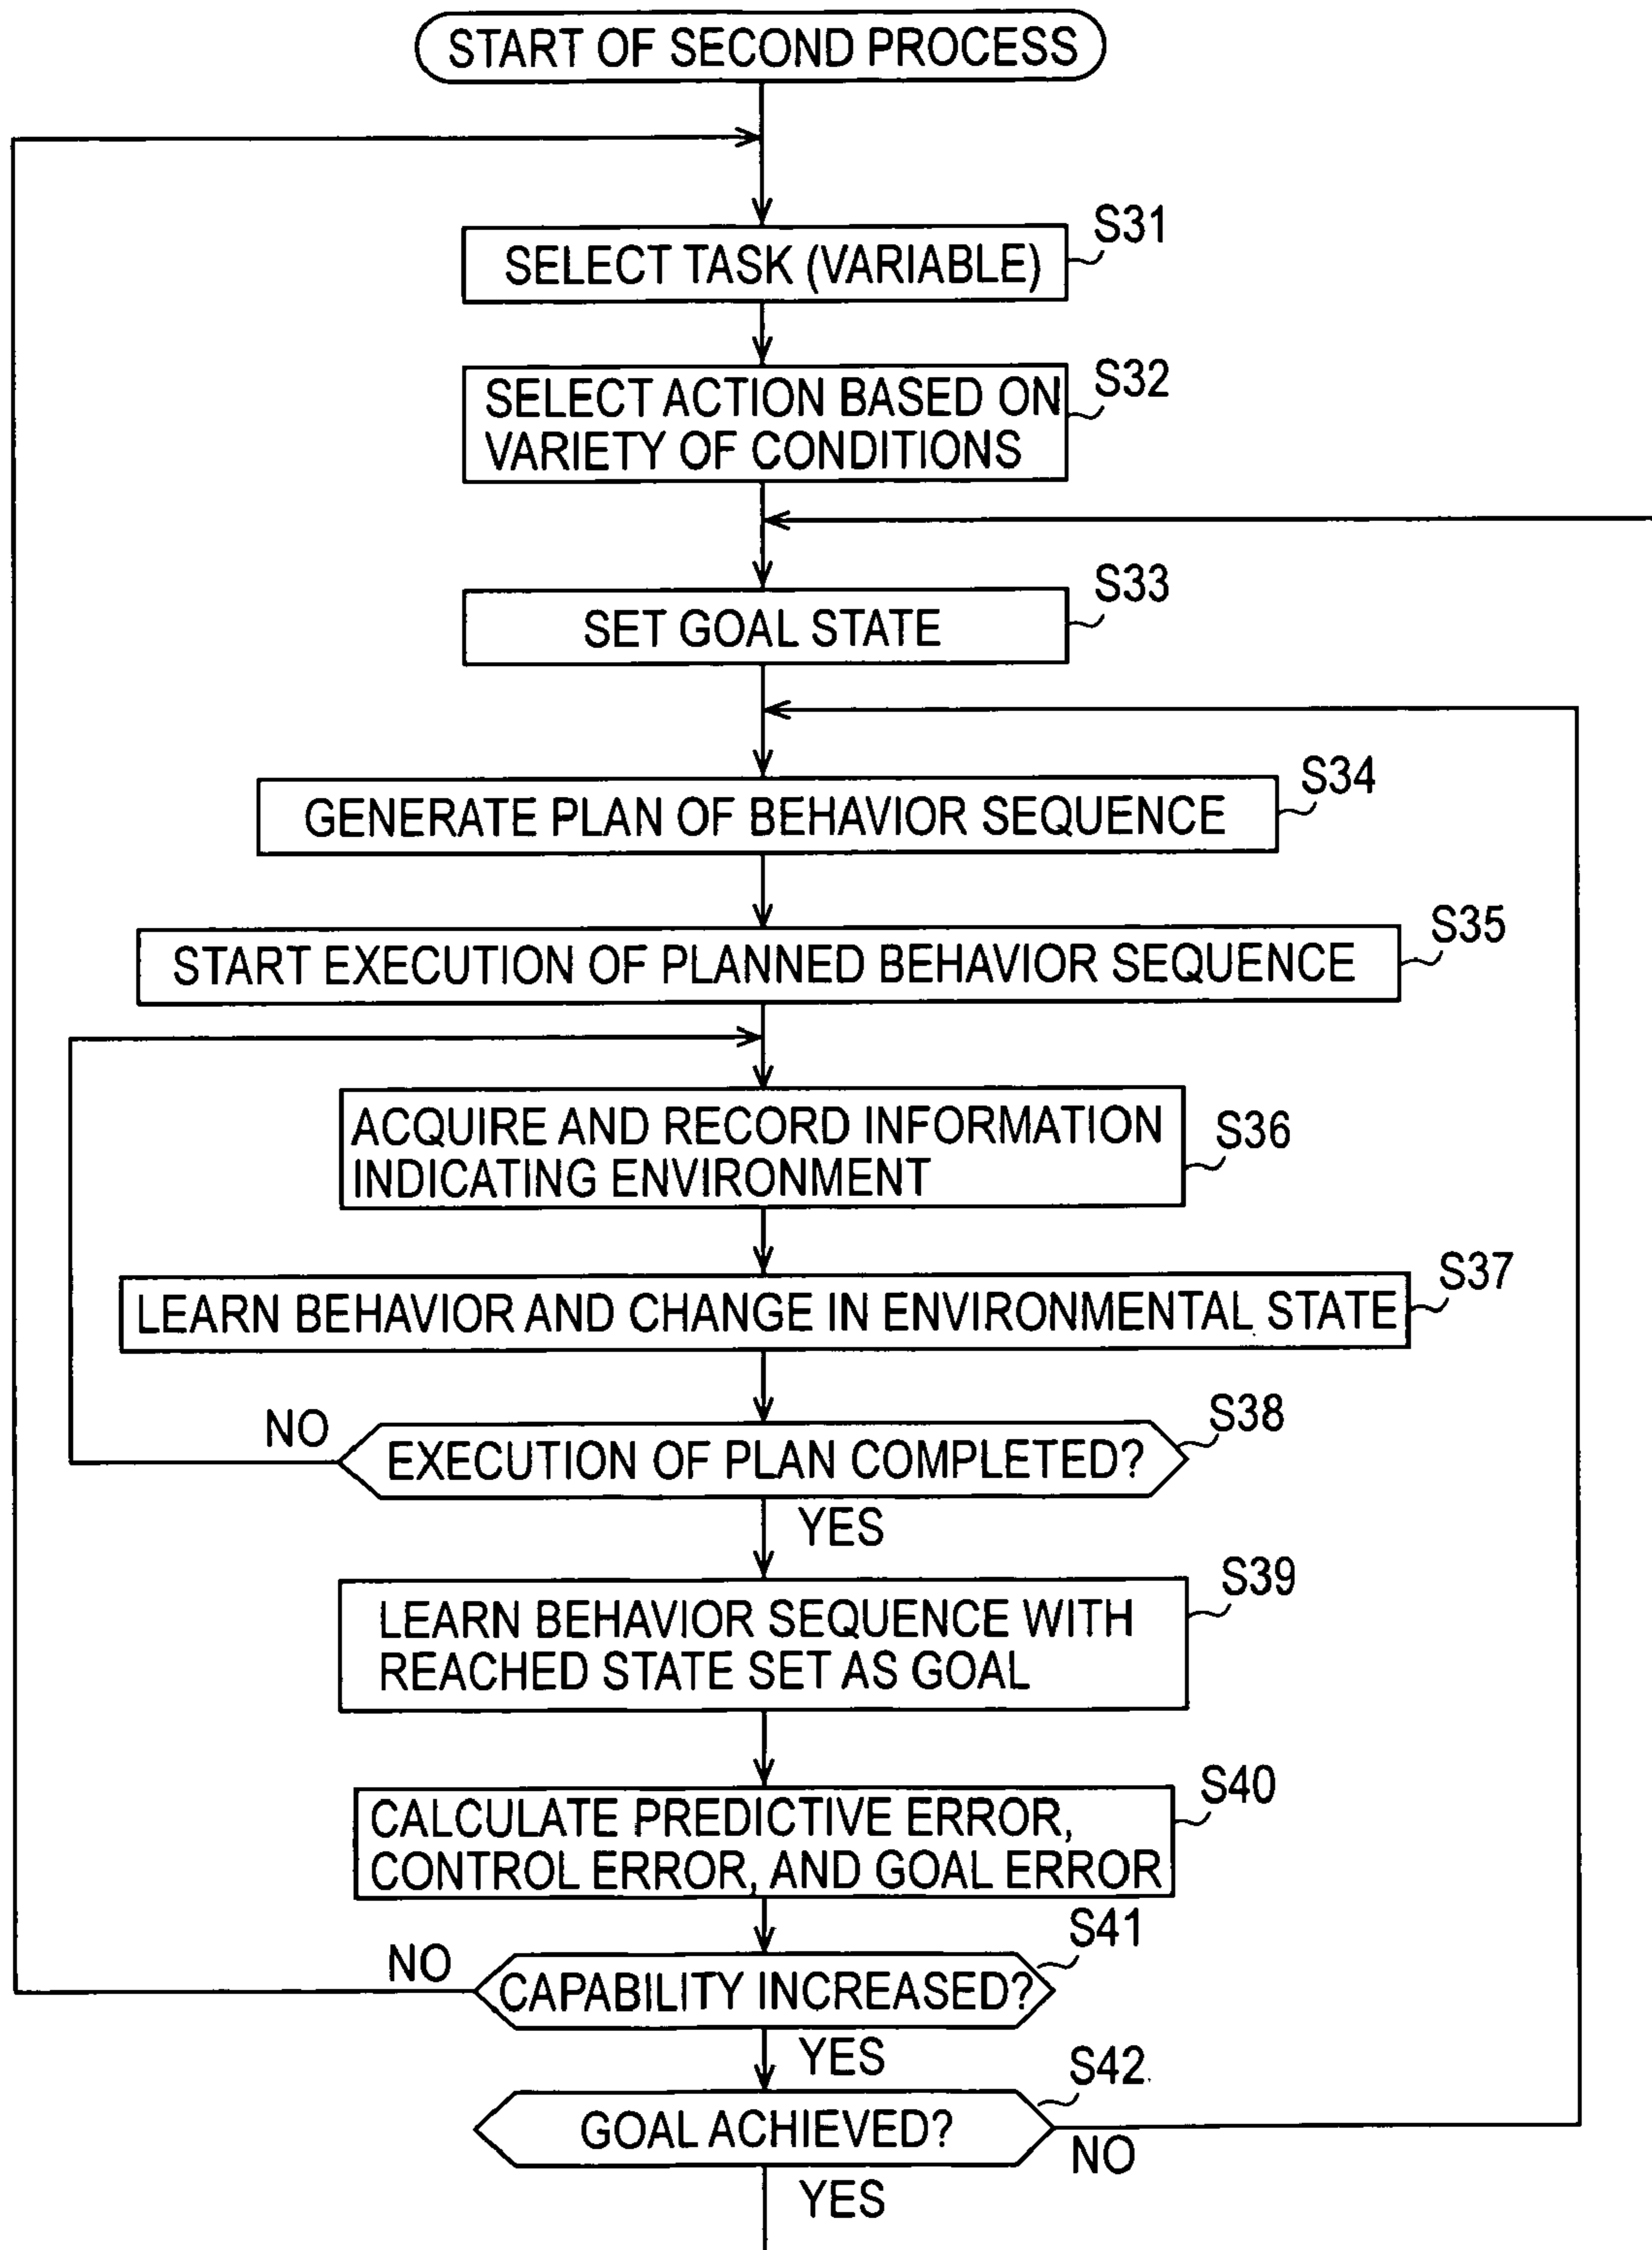 START OF SECOND PROCESS
S31
SELECT TASK (VARIABLE)
S32
SELECT ACTION BASED ON
VARIETY OF CONDITIONS
S33
SET GOAL STATE
S34
GENERATE PLAN OF BEHAVIOR SEQUENCE
S35
START EXECUTION OF PLANNED BEHAVIOR SEQUENCE
S36
ACQUIRE AND RECORD INFORMATION
INDICATING ENVIRONMENT
S37
LEARN BEHAVIOR AND CHANGE IN ENVIRONMENTAL STATE
S38
NO
EXECUTION OF PLAN COMPLETED?
YES
S39
LEARN BEHAVIOR SEQUENCE WITH
REACHED STATE SET AS GOAL
S40
CALCULATE PREDICTIVE ERROR,
CONTROL ERROR, AND GOAL ERROR
S41
NO
CAPABILITY INCREASED?
YES
S42
GOAL ACHIEVED?
NO
YES